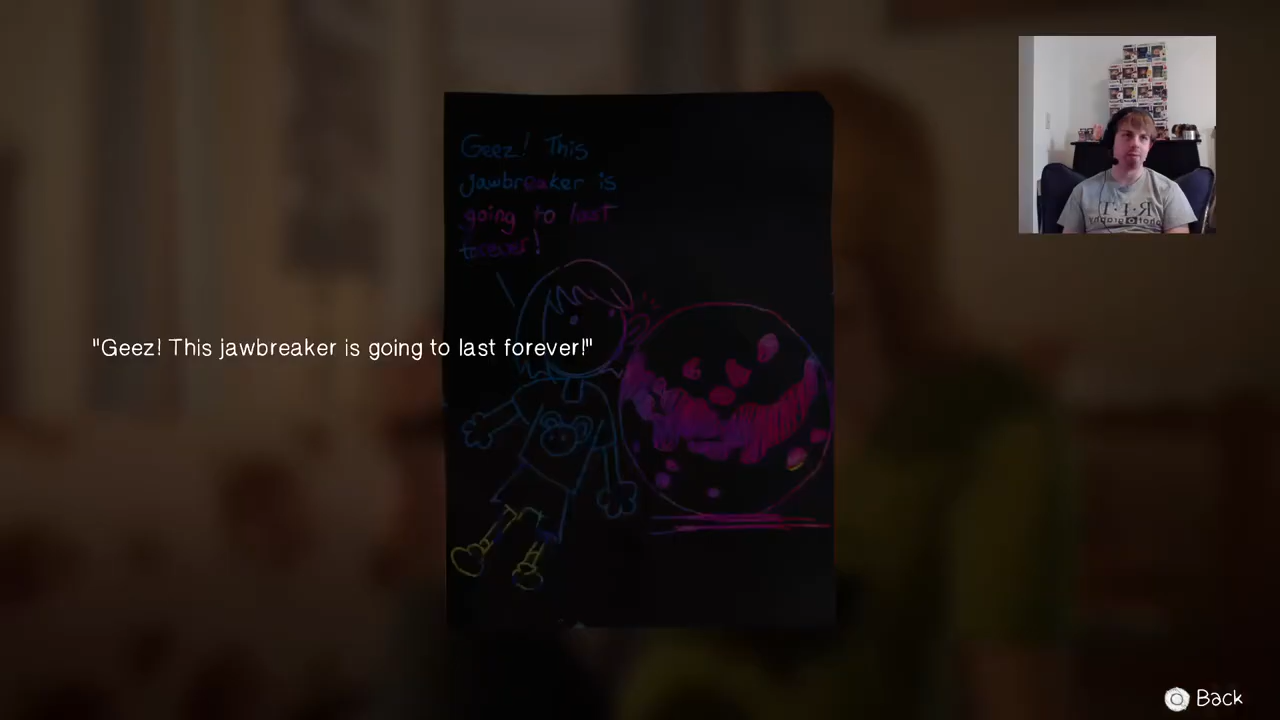 Geez! This
jawbreaker is
going to last
forever!
"Geez! This jawbreaker is going to last forever!"
Back